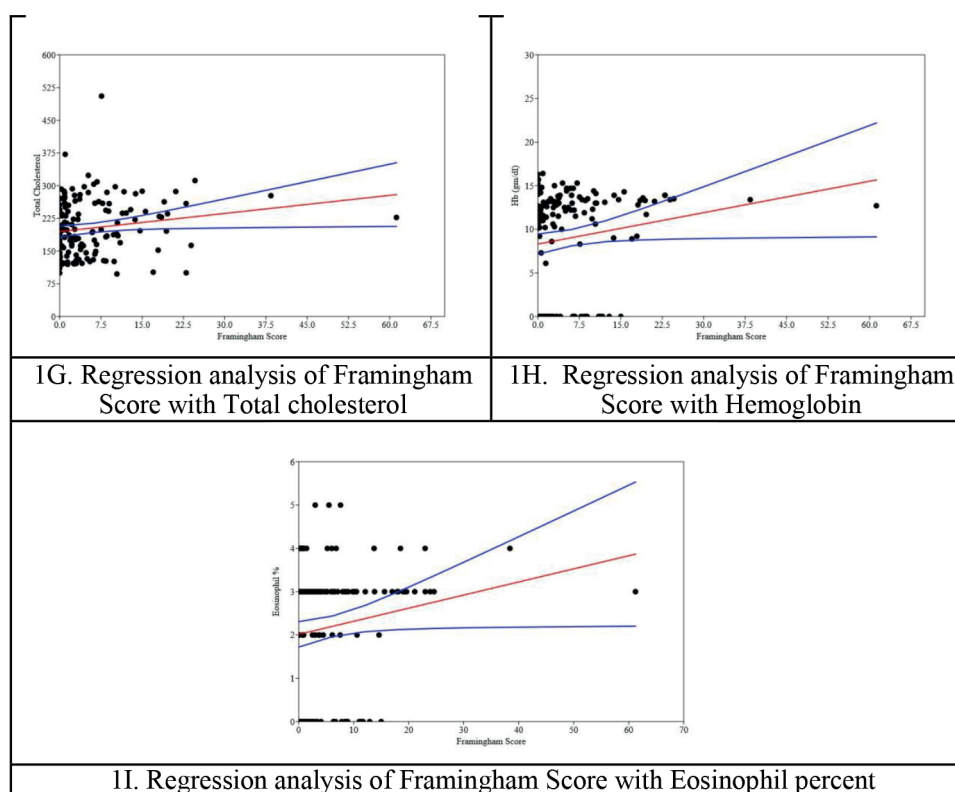 600
525
450
375
300
225
150
75
0
Total Cholesterol
0.0 7.5 15.0 22.5 30.0 37.5 45.0 52.5 60.0 67.5
Framingham Score
30
25
20
15
10
5
0
Hb (gm/dl)
0.0 7.5 15.0 22.5 30.0 37.5 45.0 52.5 60.0 67.5
Framingham Score
1G. Regression analysis of Framingham
Score with Total cholesterol
1H. Regression analysis of Framingham
Score with Hemoglobin
6
5
4
3
2
1
0
Eosinophil %
0 10 20 30 40 50 60 70
Framingham Score
1I. Regression analysis of Framingham Score with Eosinophil percent